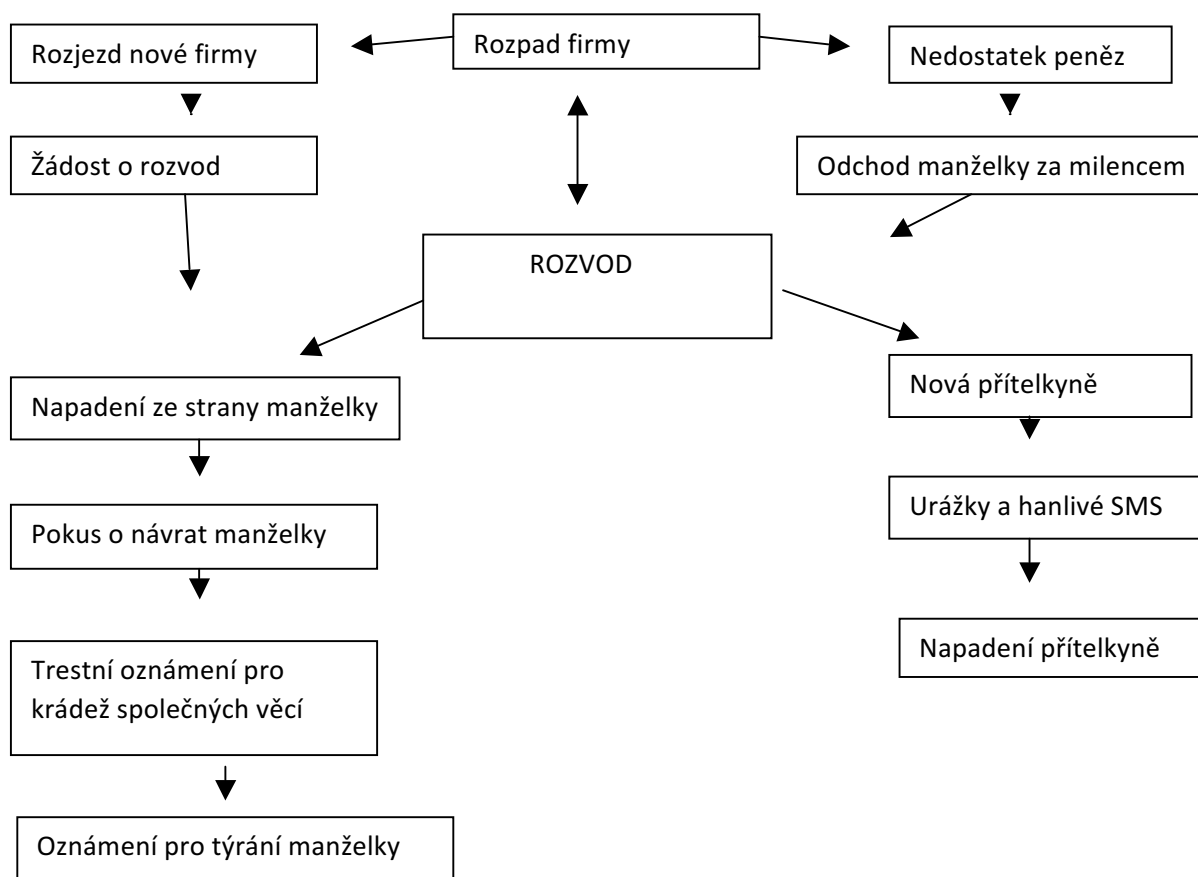 Rozjezd nové firmy
Rozpad firmy
Nedostatek peněz
Žádost o rozvod
Odchod manželky za milencem
ROZVOD
Napadení ze strany manželky
Nová přítelkyně
Pokus o návrat manželky
Urážky a hanlivé SMS
Trestní oznámení pro
krádež společných věcí
Napadení přítelkyně
Oznámení pro týrání manželky